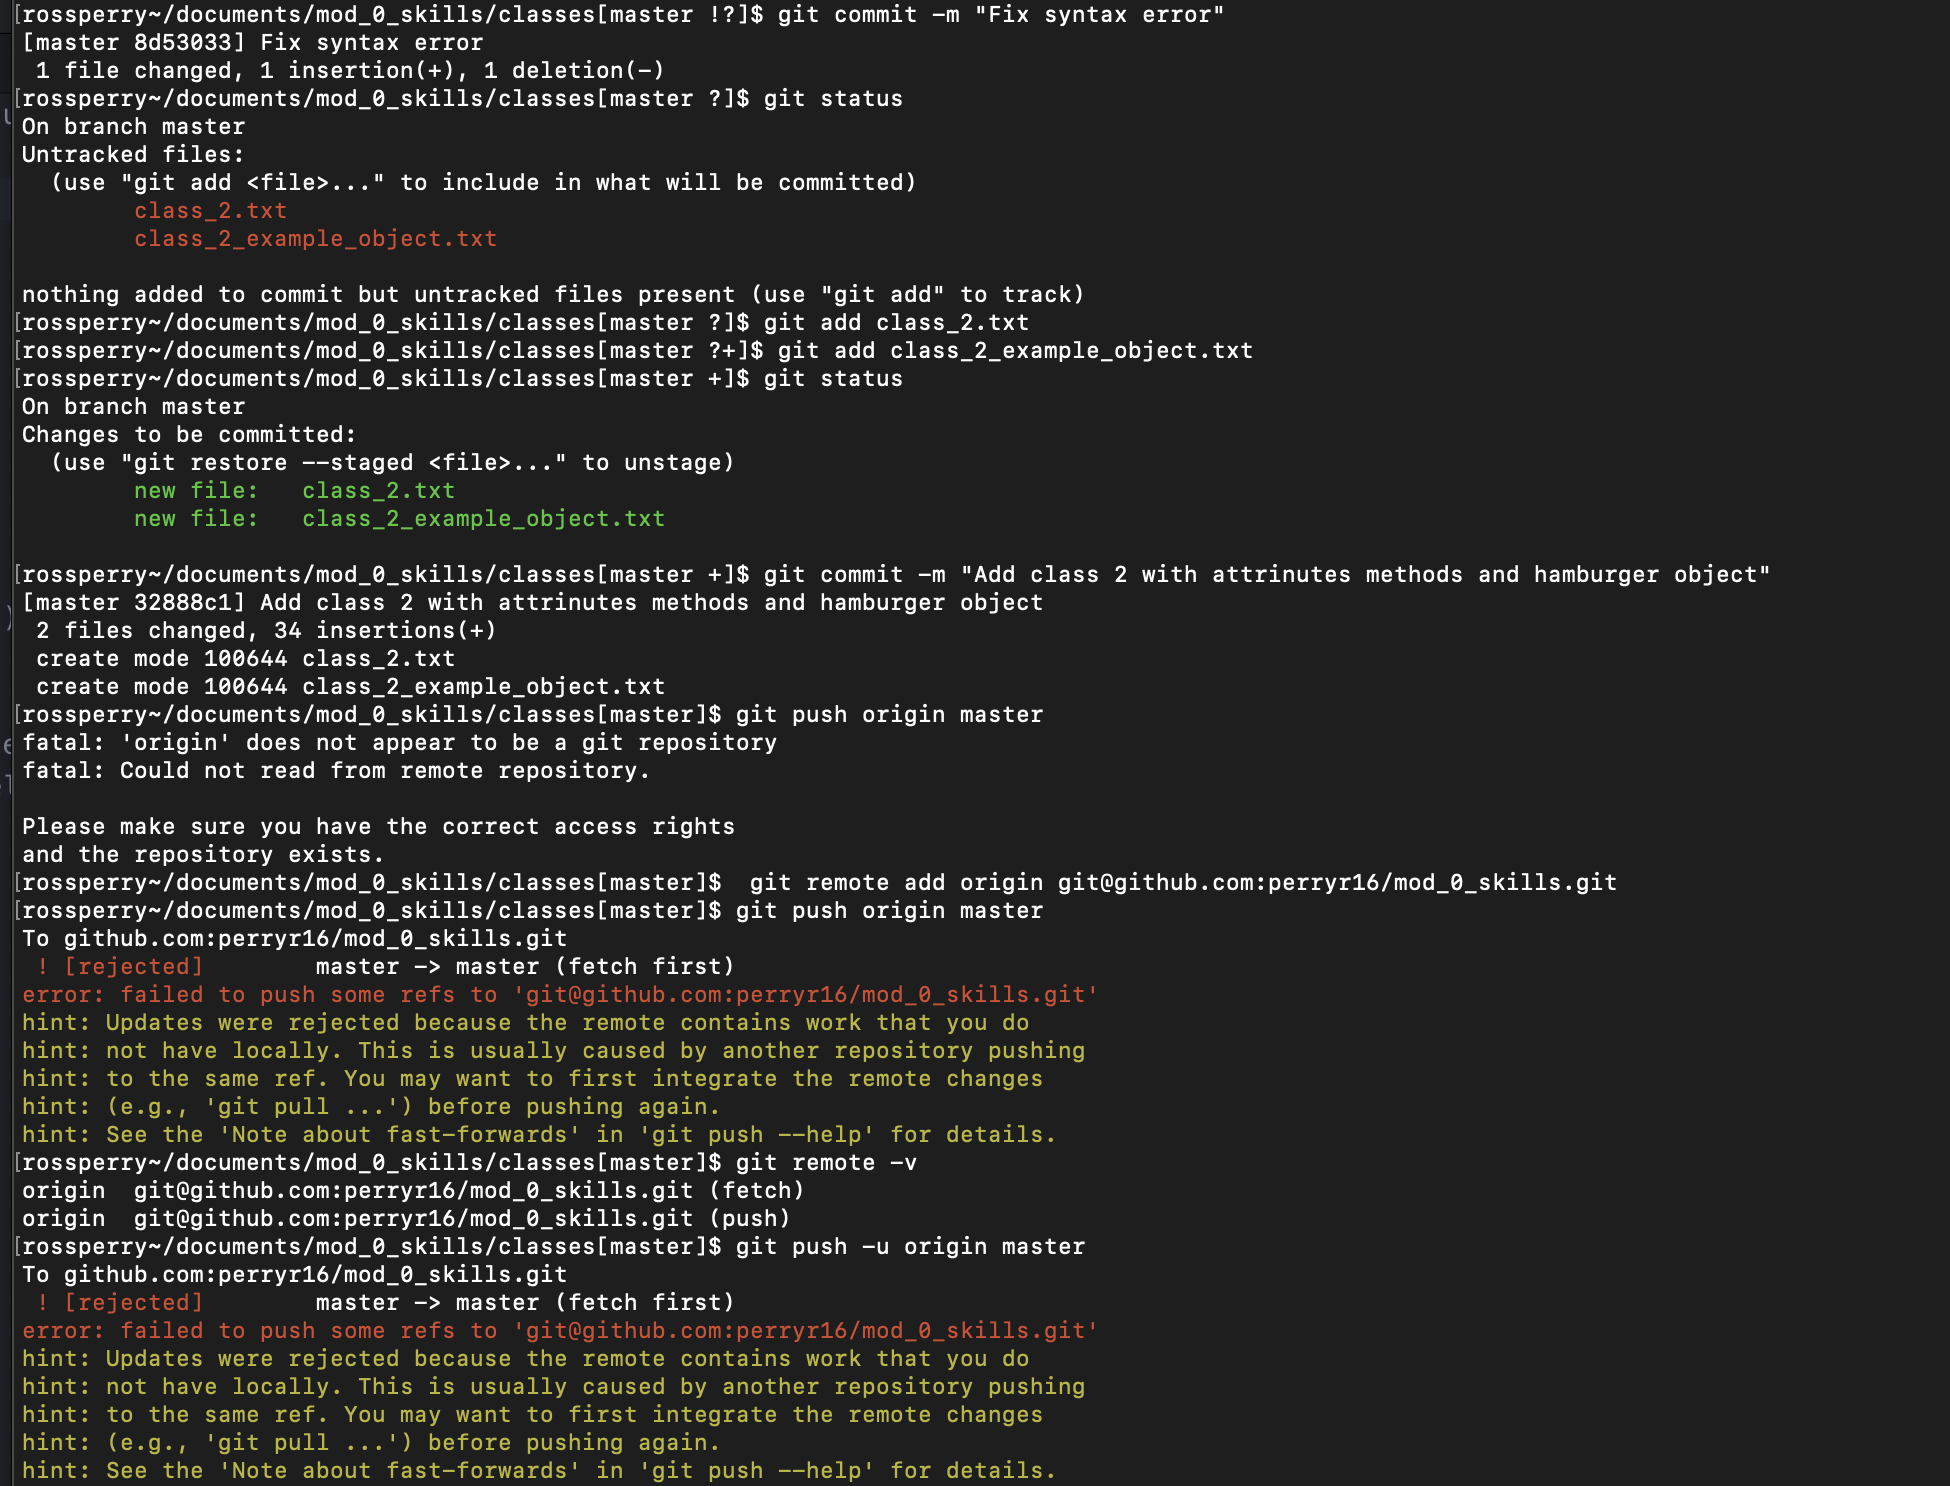 [rossperry~/documents/mod_0_skills/classes[master !?]$ git commit -m "Fix syntax error"
[master 8d53033] Fix syntax error
 1 file changed, 1 insertion(+), 1 deletion(-)
[rossperry~/documents/mod_0_skills/classes[master ?]$ git status
On branch master
Untracked files:
  (use "git add <file>..." to include in what will be committed)
        class_2.txt
        class_2_example_object.txt

nothing added to commit but untracked files present (use "git add" to track)
[rossperry~/documents/mod_0_skills/classes[master ?]$ git add class_2.txt
[rossperry~/documents/mod_0_skills/classes[master ?+]$ git add class_2_example_object.txt
[rossperry~/documents/mod_0_skills/classes[master +]$ git status
On branch master
Changes to be committed:
  (use "git restore --staged <file>..." to unstage)
        new file:   class_2.txt
        new file:   class_2_example_object.txt

[rossperry~/documents/mod_0_skills/classes[master +]$ git commit -m "Add class 2 with attrinutes methods and hamburger object"
[master 32888c1] Add class 2 with attrinutes methods and hamburger object
 2 files changed, 34 insertions(+)
 create mode 100644 class_2.txt
 create mode 100644 class_2_example_object.txt
[rossperry~/documents/mod_0_skills/classes[master]$ git push origin master
fatal: 'origin' does not appear to be a git repository
fatal: Could not read from remote repository.

Please make sure you have the correct access rights
and the repository exists.
[rossperry~/documents/mod_0_skills/classes[master]$  git remote add origin git@github.com:perryr16/mod_0_skills.git
[rossperry~/documents/mod_0_skills/classes[master]$ git push origin master
To github.com:perryr16/mod_0_skills.git
 ! [rejected]        master -> master (fetch first)
error: failed to push some refs to 'git@github.com:perryr16/mod_0_skills.git'
hint: Updates were rejected because the remote contains work that you do
hint: not have locally. This is usually caused by another repository pushing
hint: to the same ref. You may want to first integrate the remote changes
hint: (e.g., 'git pull ...') before pushing again.
hint: See the 'Note about fast-forwards' in 'git push --help' for details.
[rossperry~/documents/mod_0_skills/classes[master]$ git remote -v
origin  git@github.com:perryr16/mod_0_skills.git (fetch)
origin  git@github.com:perryr16/mod_0_skills.git (push)
[rossperry~/documents/mod_0_skills/classes[master]$ git push -u origin master
To github.com:perryr16/mod_0_skills.git
 ! [rejected]        master -> master (fetch first)
error: failed to push some refs to 'git@github.com:perryr16/mod_0_skills.git'
hint: Updates were rejected because the remote contains work that you do
hint: not have locally. This is usually caused by another repository pushing
hint: to the same ref. You may want to first integrate the remote changes
hint: (e.g., 'git pull ...') before pushing again.
hint: See the 'Note about fast-forwards' in 'git push --help' for details.